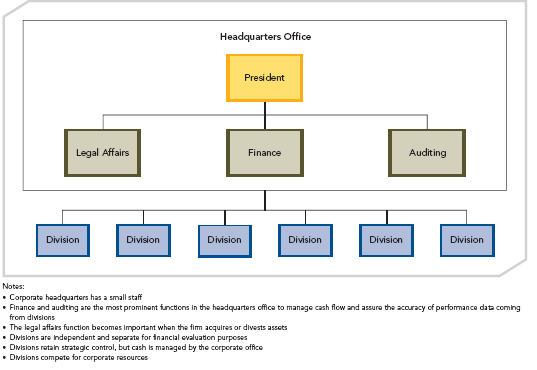 Headquarters Office
President
Legal Affairs Finance Auditing
Division Division Division Division Division Division
Notes:
• Corporate headquarters has a small staff
• Finance and auditing are the most prominent functions in the headquarters office to manage cash flow and assure the accuracy of performance data coming
from divisions
• The legal affairs function becomes important when the firm acquires or divests assets
• Divisions are independent and separate for financial evaluation purposes
• Divisions retain strategic control, but cash is managed by the corporate office
• Divisions compete for corporate resources